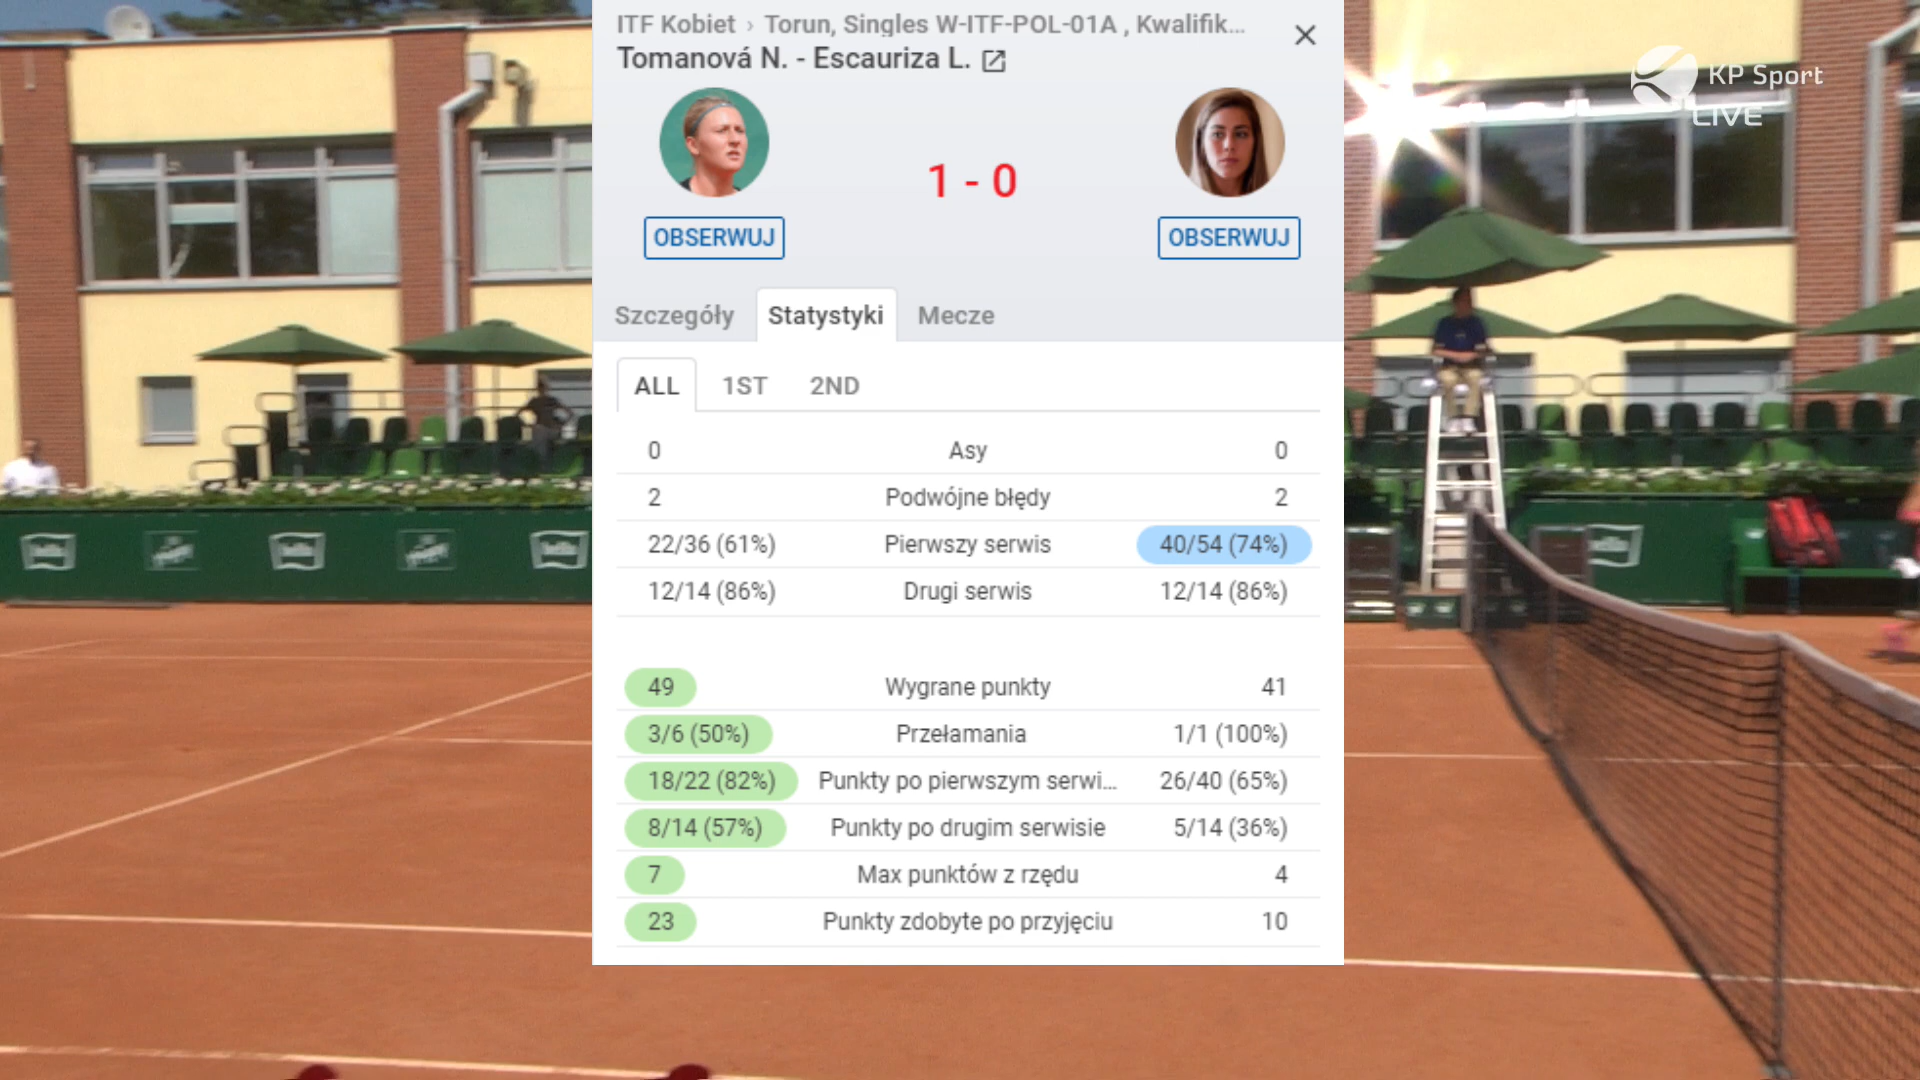 ITF Kobiet › Torun, Singles W-ITF-POL-01A , Kwalifik...
Tomanová N. - Escauriza L.
KP Sport
LIVE
1 - 0
OBSERWUJ OBSERWUJ
Szczegóły Statystyki Mecze
ALL 1ST 2ND
0 Asy 0
2 Podwójne błędy 2
22/36 (61%) Pierwszy serwis 40/54 (74%)
12/14 (86%) Drugi serwis 12/14 (86%)
49 Wygrane punkty 41
3/6 (50%) Przełamania 1/1 (100%)
18/22 (82%) Punkty po pierwszym serwi... 26/40 (65%)
8/14 (57%) Punkty po drugim serwisie 5/14 (36%)
7 Max punktów z rzędu 4
23 Punkty zdobyte po przyjęciu 10